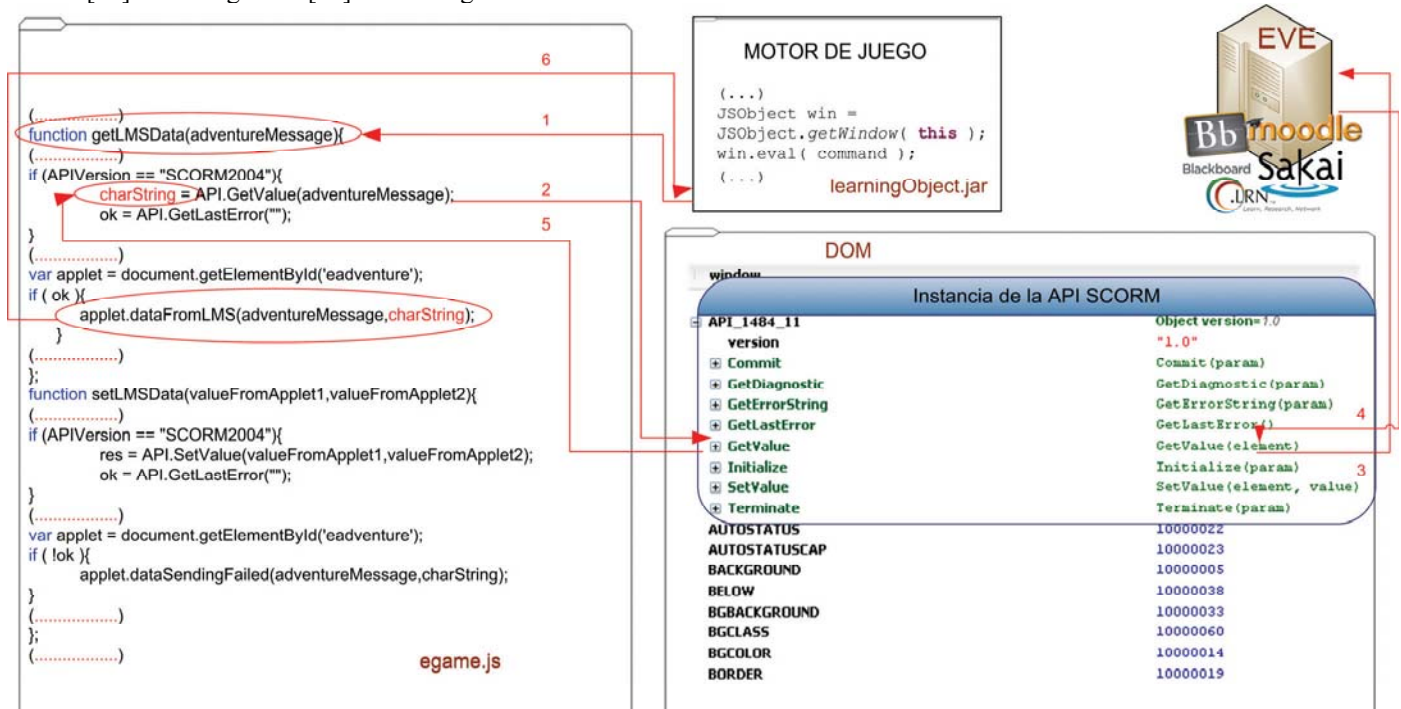 (..................)
function getLMSData(adventureMessage){
(..................)
if (APIVersion == "SCORM2004"){
charString = API.GetValue(adventureMessage);
ok = API.GetLastError("");
}
(..................)
var applet = document.getElementById('eadventure');
if ( ok ){
applet.dataFromLMS(adventureMessage,charString);
}
(..................)
};
function setLMSData(valueFromApplet1,valueFromApplet2){
(..................)
if (APIVersion == "SCORM2004"){
res = API.SetValue(valueFromApplet1,valueFromApplet2);
ok = API.GetLastError("");
}
(..................)
var applet = document.getElementById('eadventure');
if ( !ok ){
applet.dataSendingFailed(adventureMessage,charString);
}
(..................)
};
(..................)
egame.js
6
1
2
5
MOTOR DE JUEGO
(...)
JSObject win =
JSObject.getWindow( this );
win.eval( command );
(...)
learningObject.jar
EVE
Bb moodle
Blackboard Sakai
.LRN
DOM
window
Instancia de la API SCORM
API_1484_11 Object version=1.0
version "1.0"
Commit Commit(param)
GetDiagnostic GetDiagnostic(param)
GetErrorString GetErrorString(param)
4
GetLastError GetLastError()
GetValue GetValue(element)
Initialize Initialize(param)
3
SetValue SetValue(element, value)
Terminate Terminate(param)
AUTOSTATUS 10000022
AUTOSTATUSCAP 10000023
BACKGROUND 10000005
BELOW 10000038
BGBACKGROUND 10000033
BGCLASS 10000060
BGCOLOR 10000014
BORDER 10000019